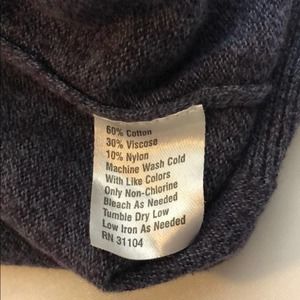 60% Cotton
30% Viscose
10% Nylon
Machine Wash Cold
With Like Colors
Only Non-Chlorine
Bleach As Needed
Tumble Dry Low
Low Iron As Needed
RN 31104